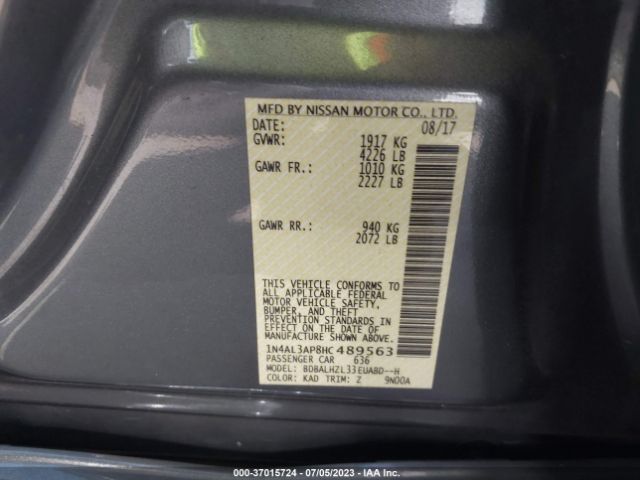 MFD BY NISSAN MOTOR CO., LTD.
DATE: 08/17
GVWR: 1917 KG
4226 LB
GAWR FR.: 1010 KG
2227 LB
GAWR RR.: 940 KG
2072 LB
THIS VEHICLE CONFORMS TO
ALL APPLICABLE FEDERAL
MOTOR VEHICLE SAFETY,
BUMPER, AND THEFT
PREVENTION STANDARDS IN
EFFECT ON THE DATE OF
MANUFACTURE SHOWN ABOVE.
1N4AL3AP8HC489563
PASSENGER CAR 636
MODEL: BDBALHZL33EUABD--H
COLOR: KAD TRIM: Z 9N00A
000-37015724 - 07/05/2023 - IAA Inc.